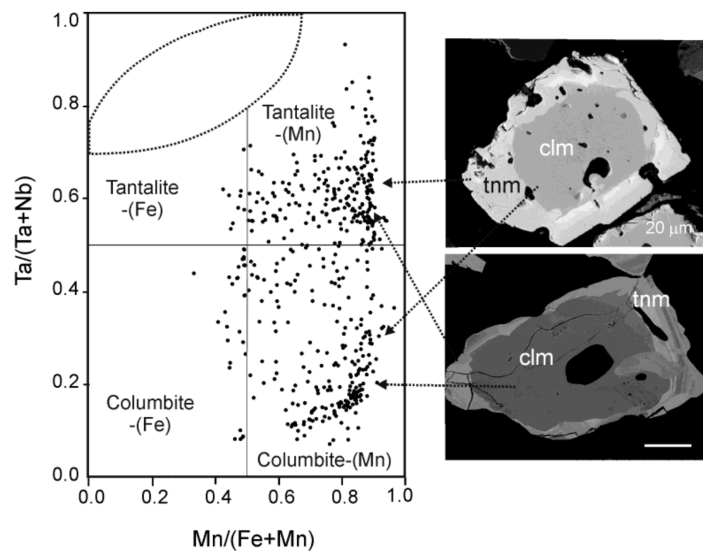 Ta/(Ta+Nb)
1.0
0.8
0.6
0.4
0.2
0.0
0.0 0.2 0.4 0.6 0.8 1.0
Mn/(Fe+Mn)
Tantalite
-(Mn)
Tantalite
-(Fe)
Columbite
-(Fe)
Columbite-(Mn)
clm
tnm
20 μm
tnm
clm